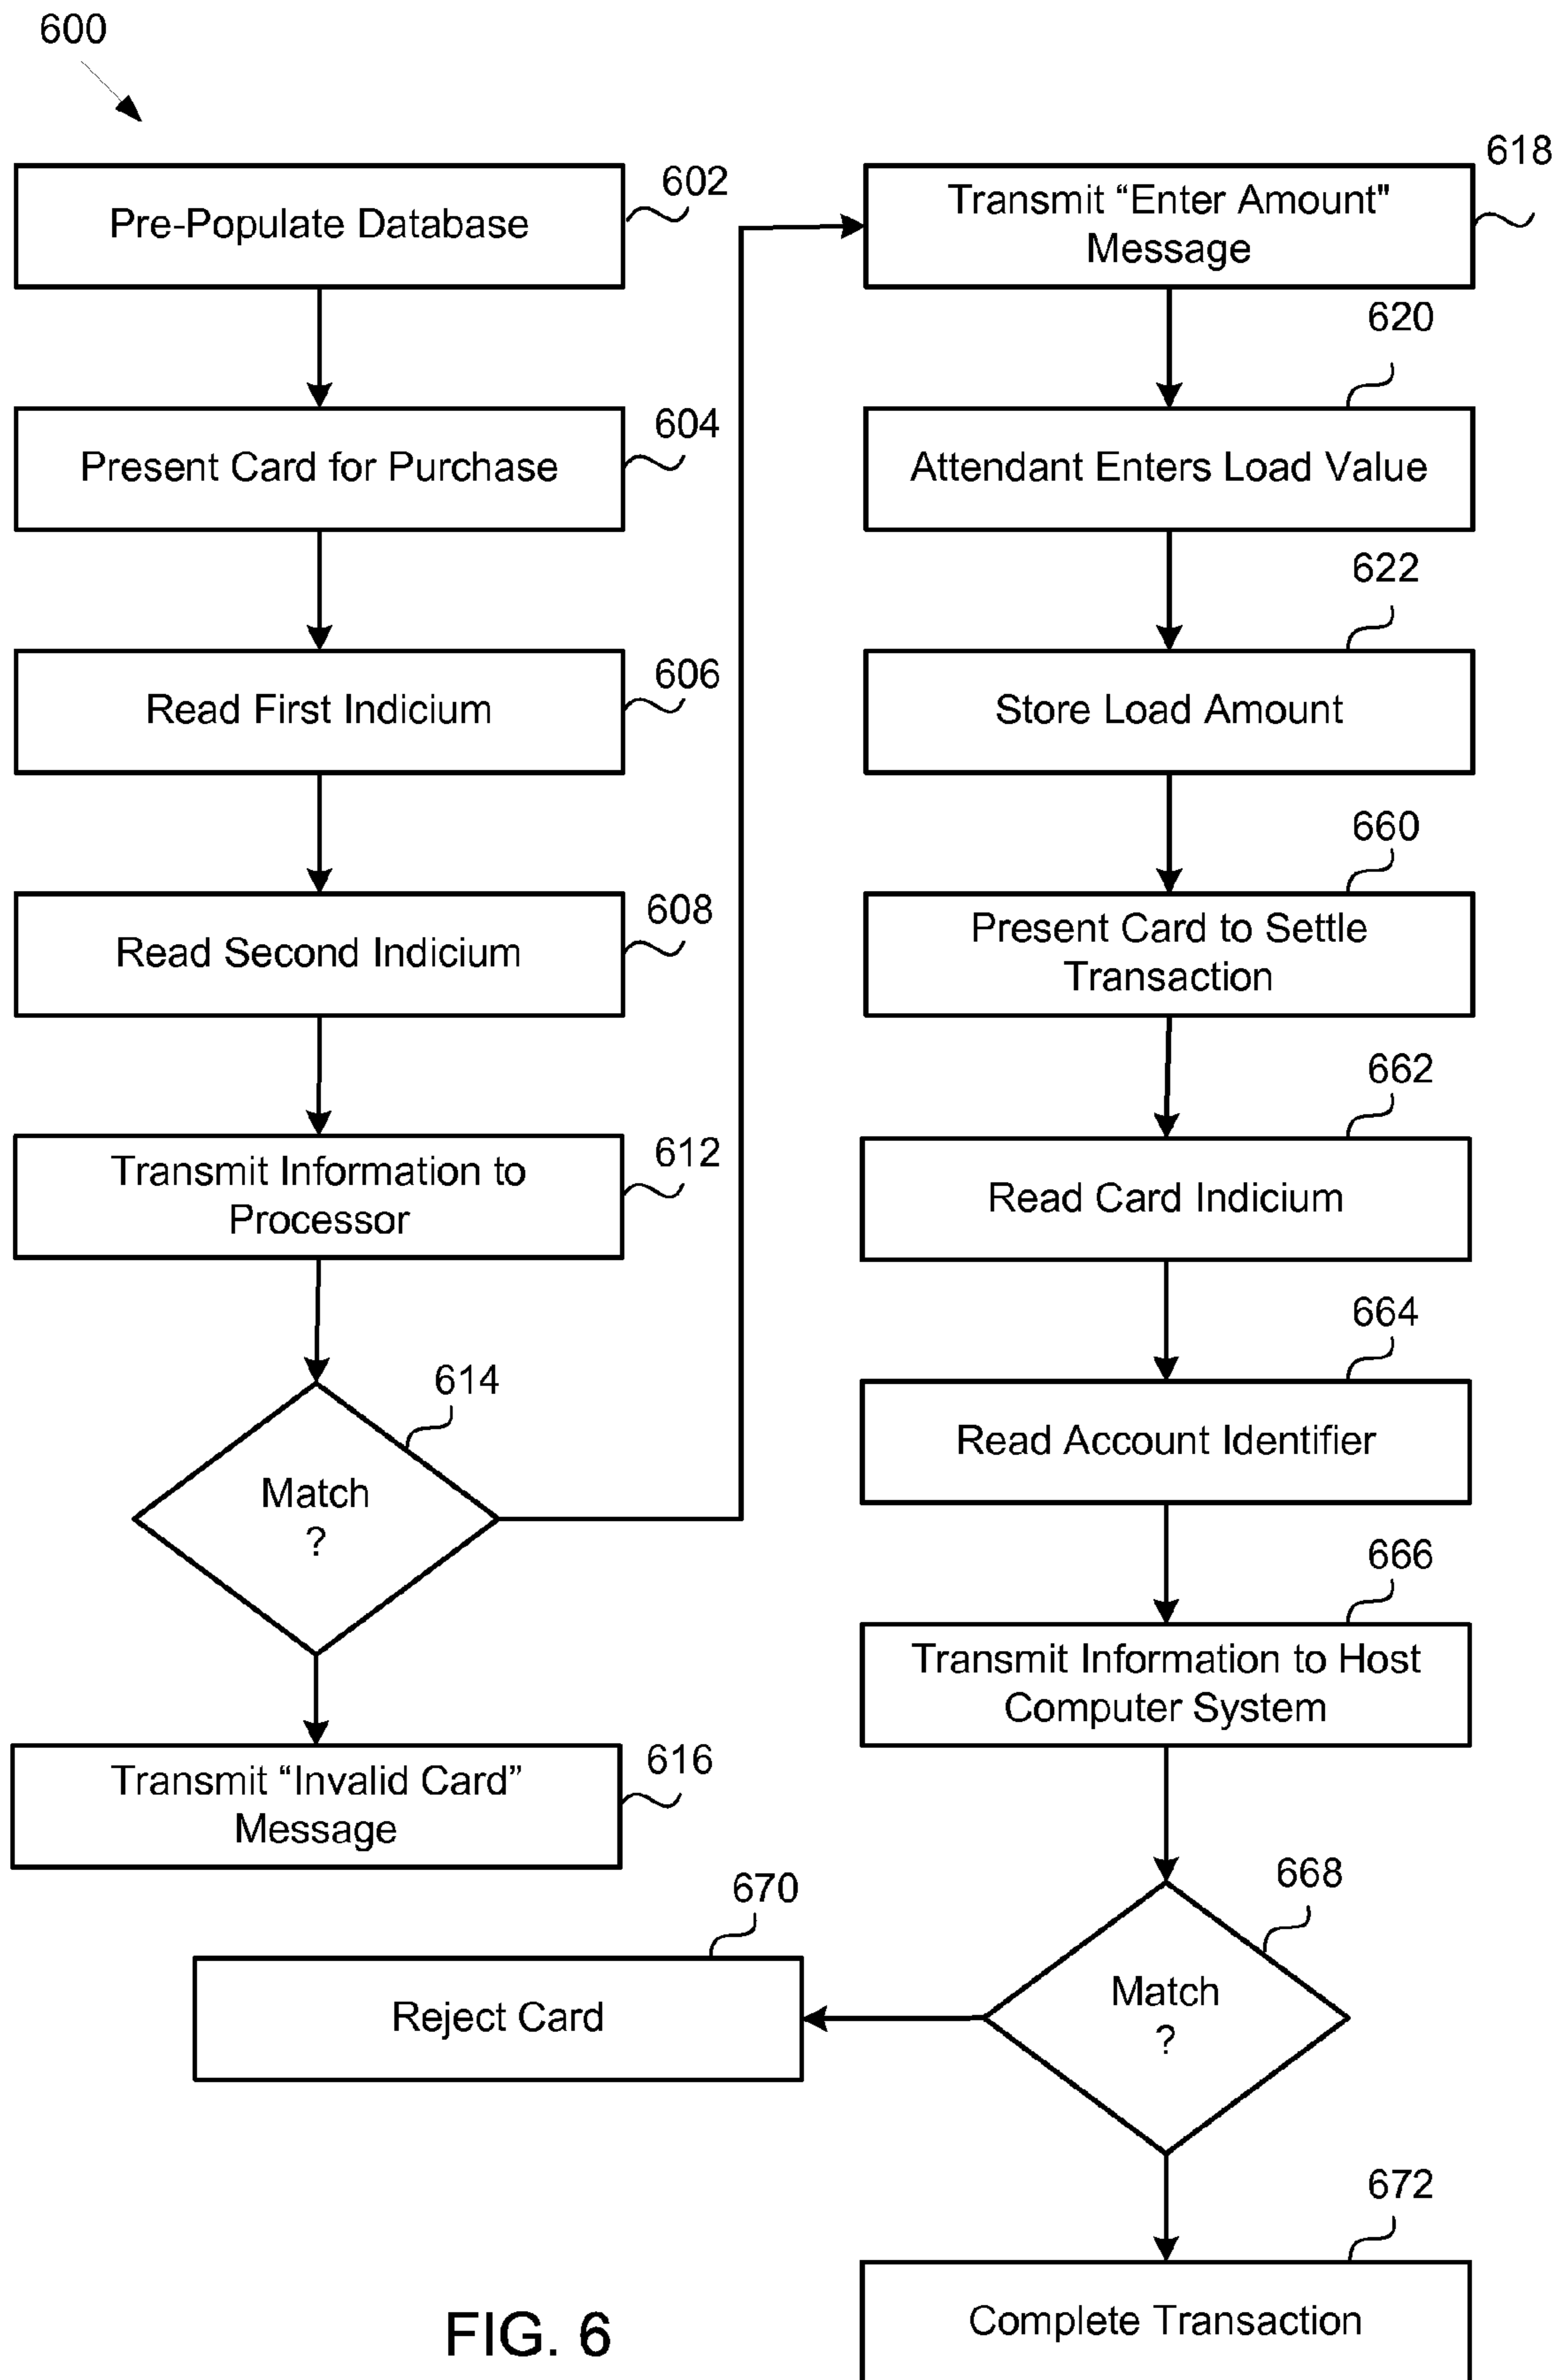 600
602
Pre-Populate Database
604
Present Card for Purchase
606
Read First Indicium
608
Read Second Indicium
612
Transmit Information to
Processor
614
Match
?
616
Transmit “Invalid Card”
Message
618
Transmit “Enter Amount"
Message
620
Attendant Enters Load Value
622
Store Load Amount
660
Present Card to Settle
Transaction
662
Read Card Indicium
664
Read Account Identifier
666
Transmit Information to Host
Computer System
668
Match
?
670
Reject Card
672
Complete Transaction
FIG. 6